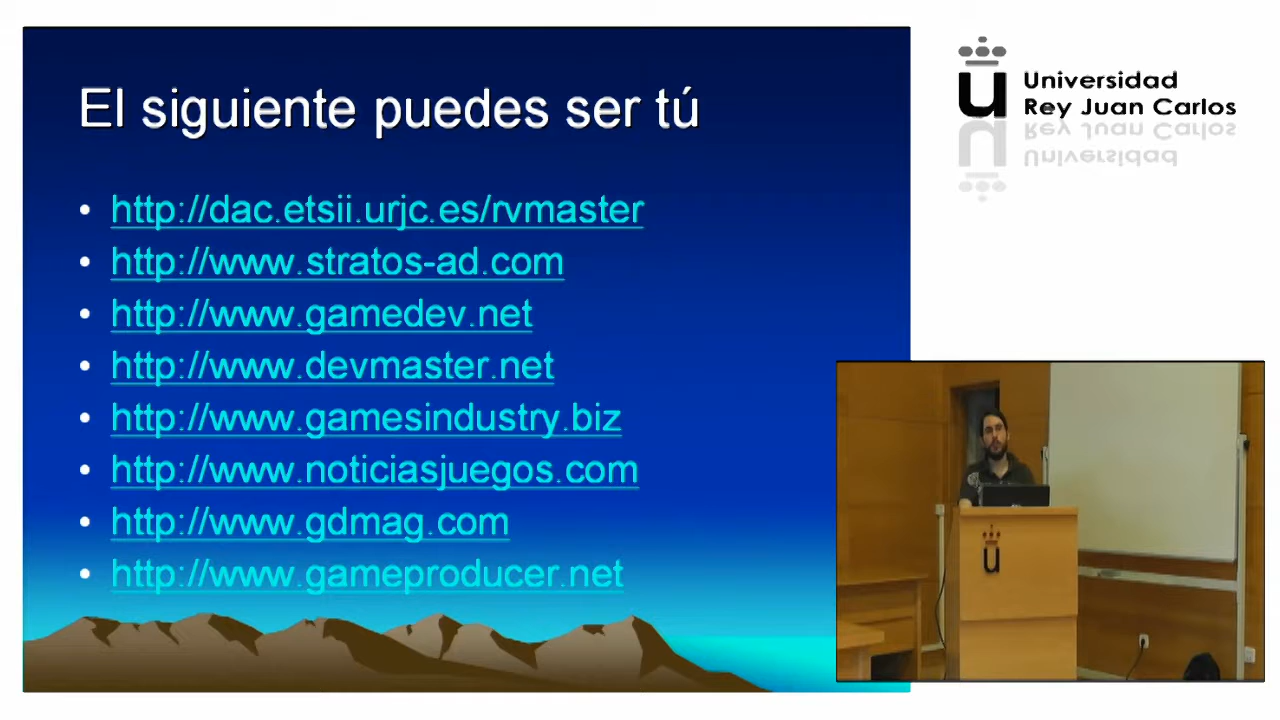 El siguiente puedes ser tú
• http://dac.etsii.urjc.es/rvmaster
• http://www.stratos-ad.com
• http://www.gamedev.net
• http://www.devmaster.net
• http://www.gamesindustry.biz
• http://www.noticiasjuegos.com
• http://www.gdmag.com
• http://www.gameproducer.net
u Universidad
Rey Juan Carlos
u